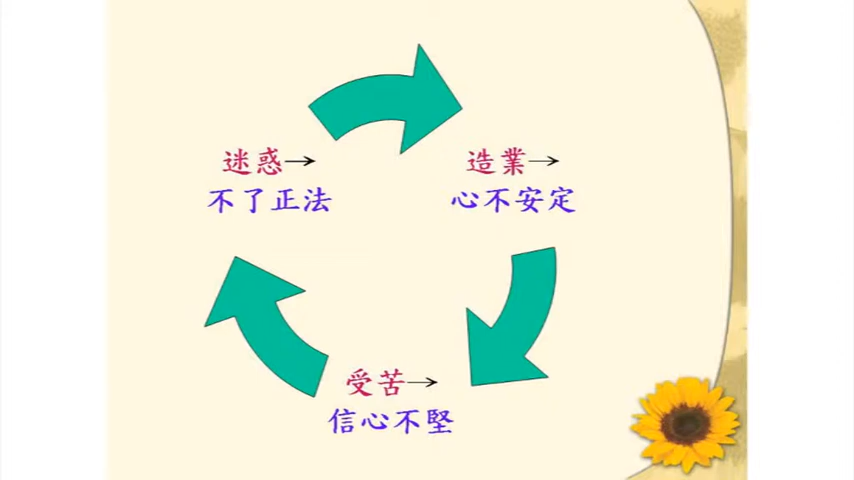 迷惑→
不了正法
造業→
心不安定
受苦→
信心不堅